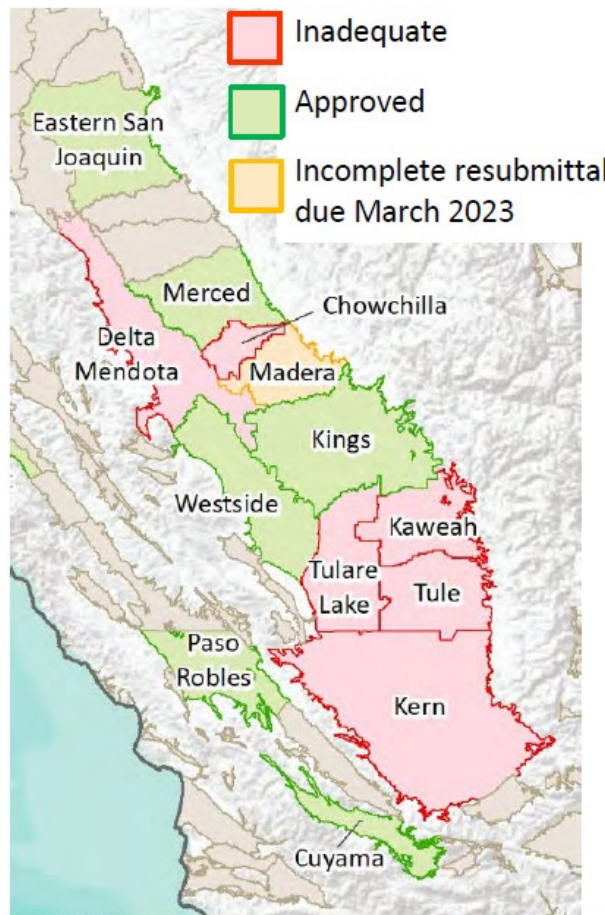 Inadequate
Approved
Incomplete resubmittal
due March 2023
Eastern San
Joaquin
Merced
Chowchilla
Delta
Mendota
Madera
Kings
Westside
Kaweah
Tulare
Lake
Tule
Paso
Robles
Kern
Cuyama